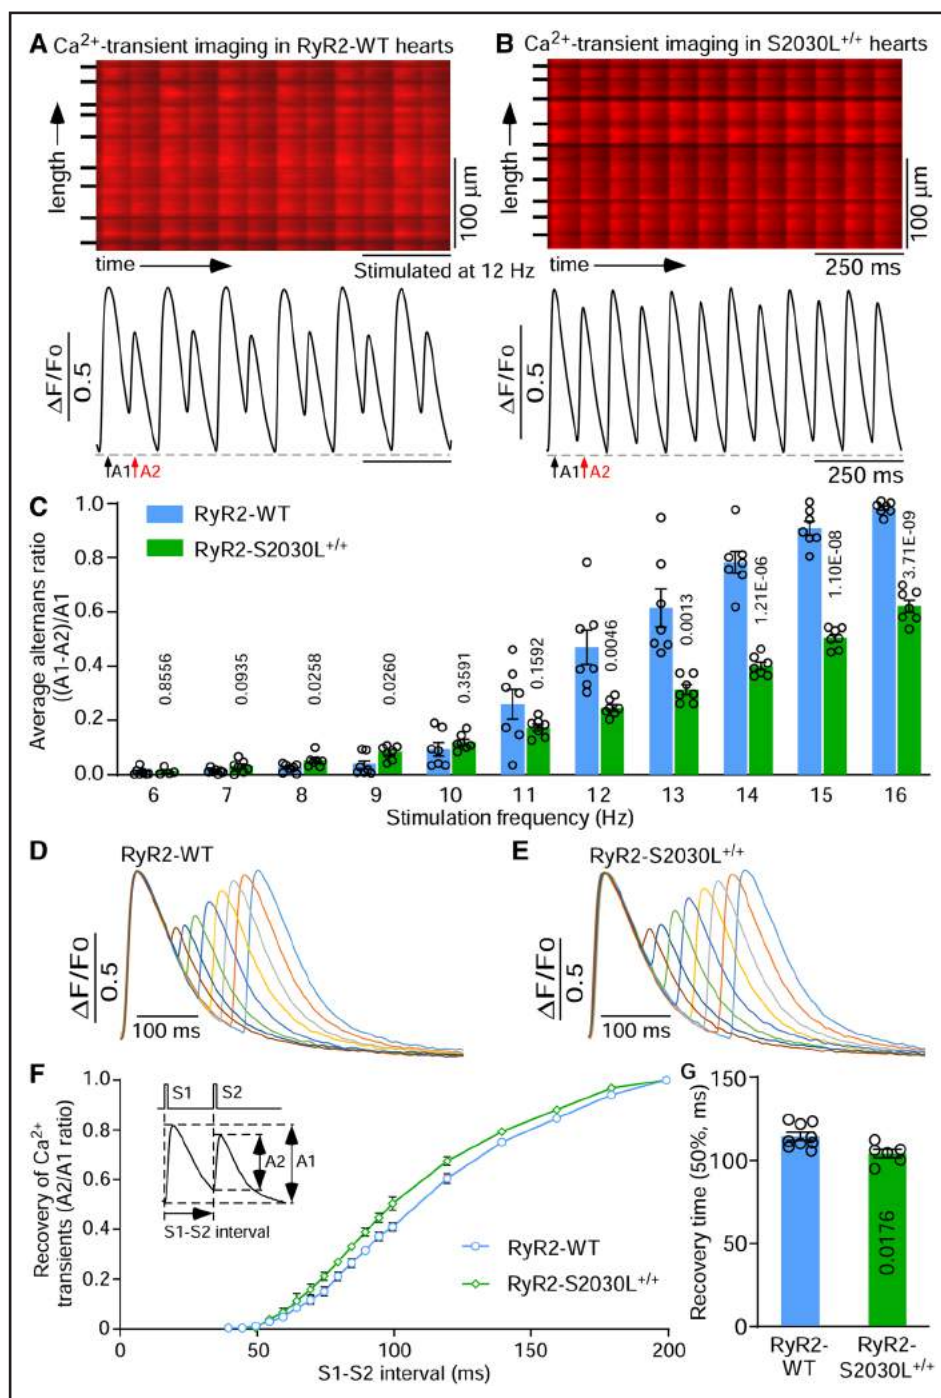 A Ca2+-transient imaging in RyR2-WT hearts
B Ca2+-transient imaging in S2030L+/+ hearts
length
100 µm
length
100 µm
time
Stimulated at 12 Hz
time
250 ms
ΔF/Fo
0.5
A1
A2
ΔF/Fo
0.5
A1
A2
250 ms
C
Average alternans ratio
((A1-A2)/A1
1.0
0.8
0.6
0.4
0.2
0.0
RyR2-WT
RyR2-S2030L+/+
0.8556
0.0935
0.0258
0.0260
0.3591
0.1592
0.0046
0.0013
1.21E-06
1.10E-08
3.71E-09
6 7 8 9 10 11 12 13 14 15 16
Stimulation frequency (Hz)
D
RyR2-WT
ΔF/Fo
0.5
100 ms
E
RyR2-S2030L+/+
ΔF/Fo
0.5
100 ms
F
Recovery of Ca2+
transients (A2/A1 ratio)
1.0
0.8
0.6
0.4
0.2
0
S1 S2
A2 A1
S1-S2 interval
RyR2-WT
RyR2-S2030L+/+
0 50 100 150 200
S1-S2 interval (ms)
G
Recovery time (50%, ms)
150
100
50
0
0.0176
RyR2-
WT
RyR2-
S2030L+/+